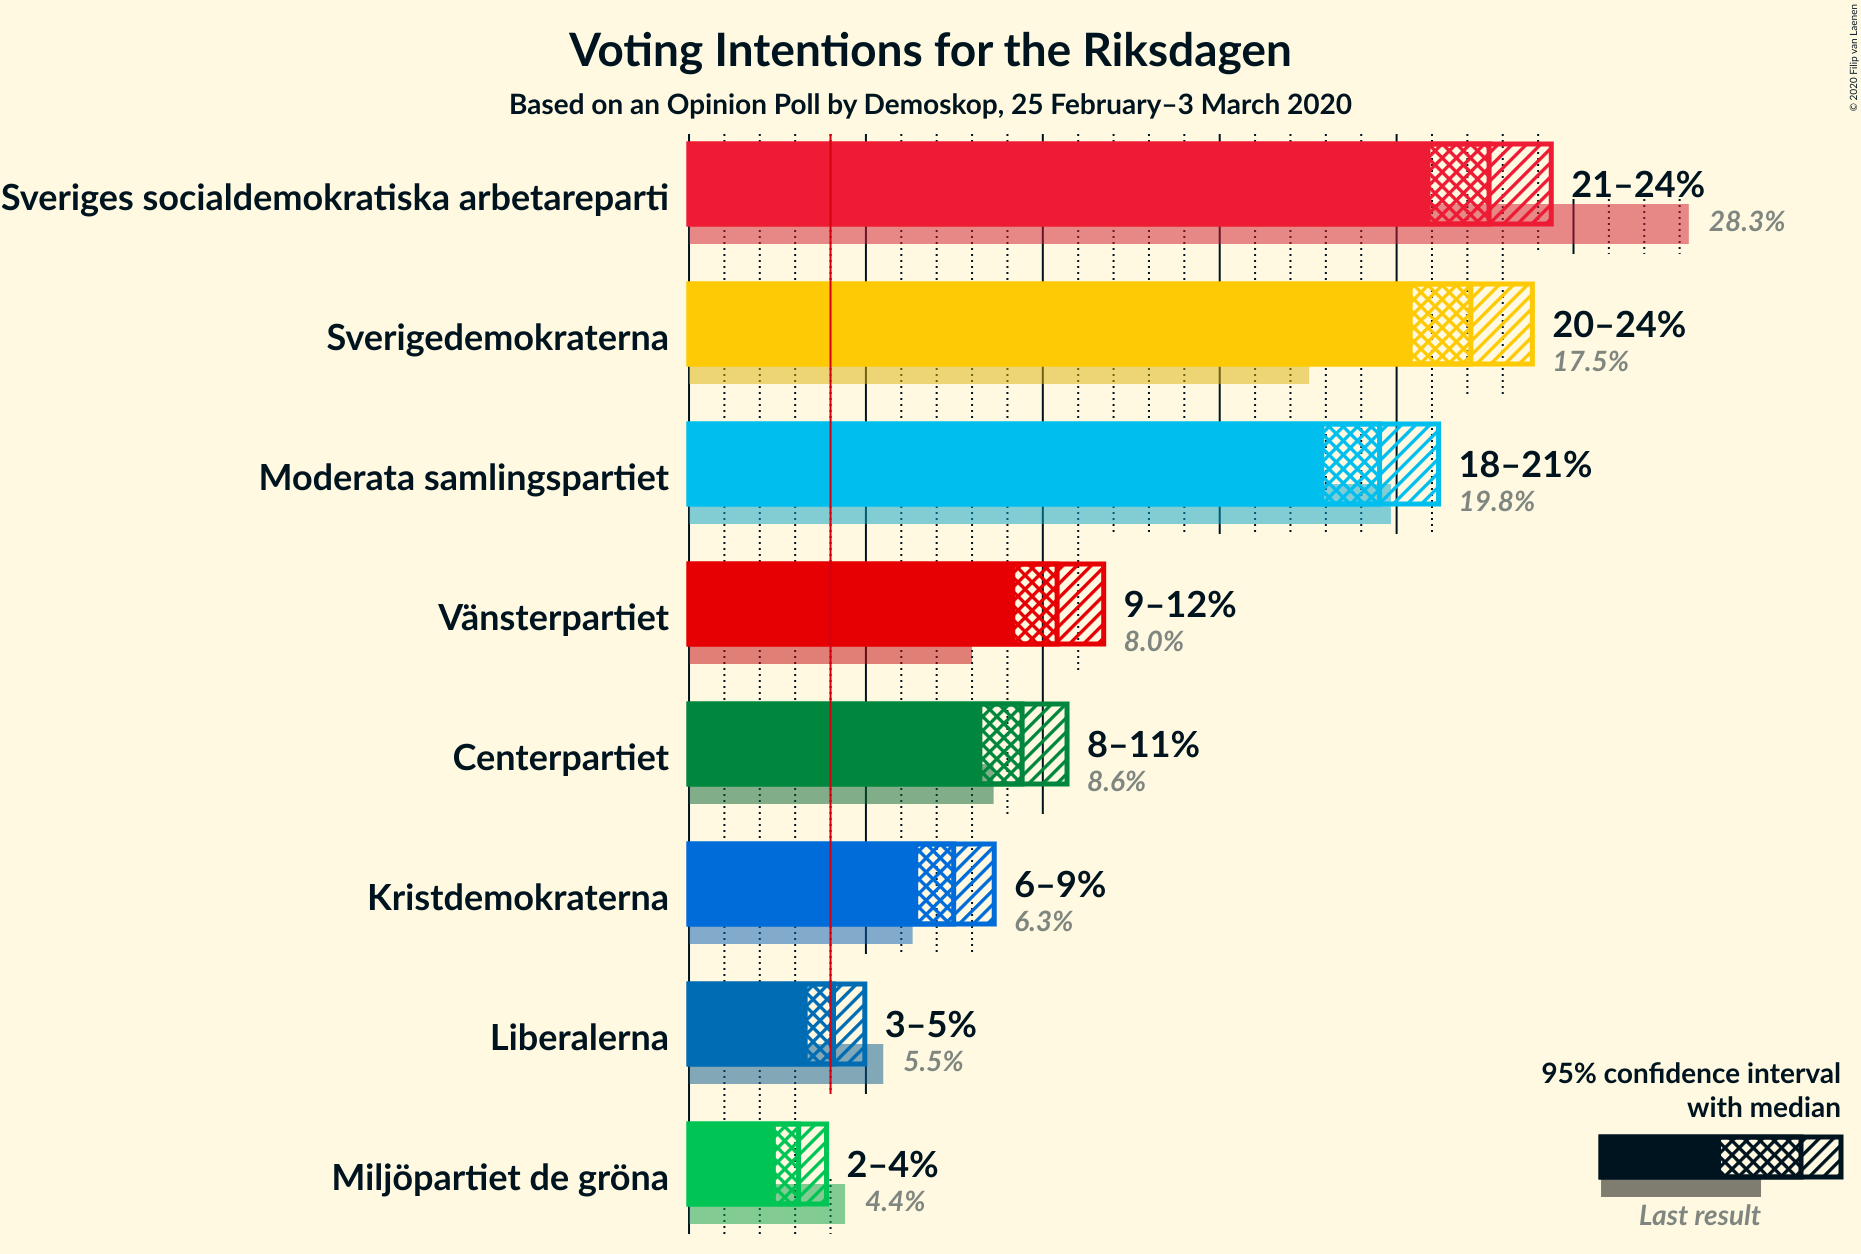 Voting Intentions for the Riksdagen
Based on an Opinion Poll by Demoskop, 25 February–3 March 2020
© 2020 Filip van Laenen
Sveriges socialdemokratiska arbetareparti
21–24%
28.3%
Sverigedemokraterna
20–24%
17.5%
Moderata samlingspartiet
18–21%
19.8%
Vänsterpartiet
9–12%
8.0%
Centerpartiet
8–11%
8.6%
Kristdemokraterna
6–9%
6.3%
Liberalerna
3–5%
5.5%
Miljöpartiet de gröna
2–4%
4.4%
95% confidence interval
with median
Last result